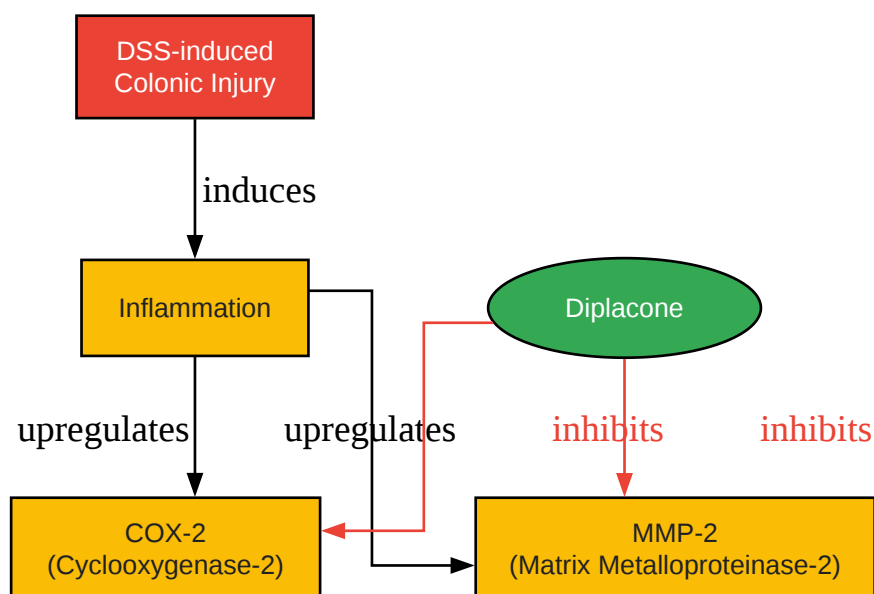 DSS-induced
Colonic Injury
induces
Inflammation
Diplacone
upregulates
upregulates
inhibits
inhibits
COX-2
(Cyclooxygenase-2)
MMP-2
(Matrix Metalloproteinase-2)